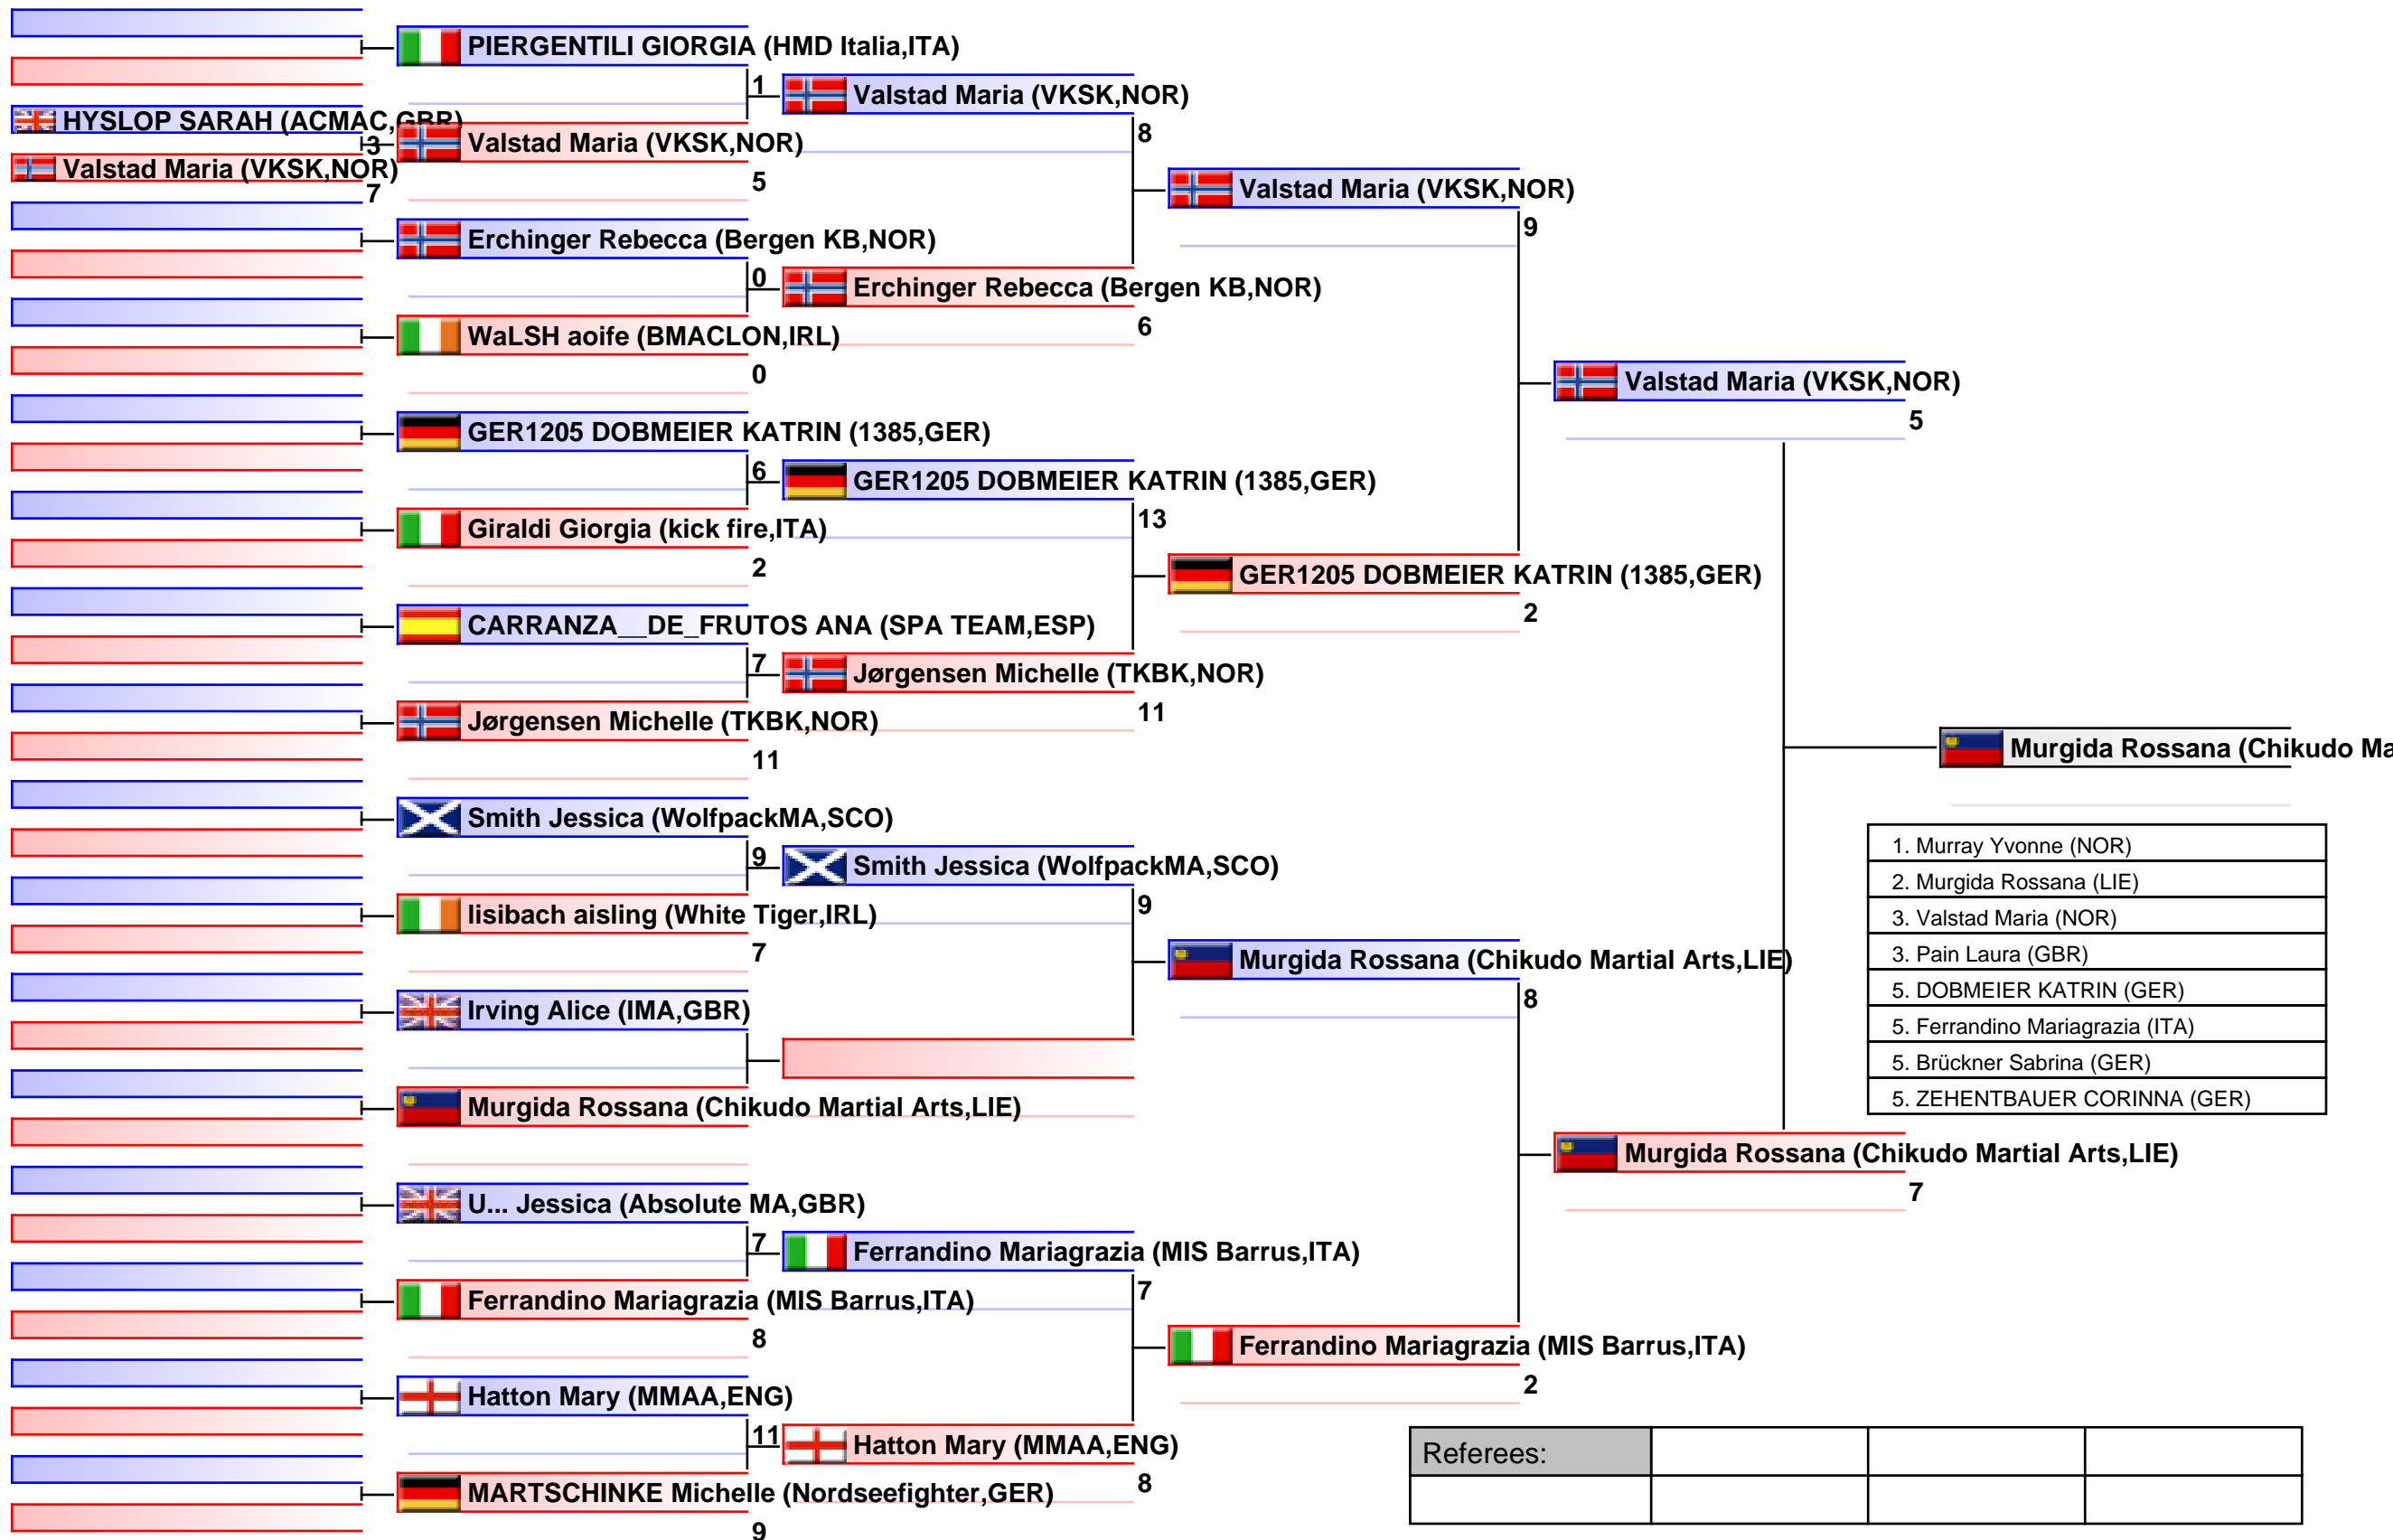 PIERGENTILI GIORGIA (HMD Italia,ITA)
1
Valstad Maria (VKSK,NOR)
HYSLOP SARAH (ACMAC,GBR)
3
Valstad Maria (VKSK,NOR)
8
Valstad Maria (VKSK,NOR)
7
5
Valstad Maria (VKSK,NOR)
9
Erchinger Rebecca (Bergen KB,NOR)
0
Erchinger Rebecca (Bergen KB,NOR)
6
WaLSH aoife (BMACLON,IRL)
0
Valstad Maria (VKSK,NOR)
5
GER1205 DOBMEIER KATRIN (1385,GER)
6
GER1205 DOBMEIER KATRIN (1385,GER)
13
Giraldi Giorgia (kick fire,ITA)
2
GER1205 DOBMEIER KATRIN (1385,GER)
2
CARRANZA__DE_FRUTOS ANA (SPA TEAM,ESP)
7
Jørgensen Michelle (TKBK,NOR)
11
Jørgensen Michelle (TKBK,NOR)
11
Murgida Rossana (Chikudo Ma
Smith Jessica (WolfpackMA,SCO)
9
Smith Jessica (WolfpackMA,SCO)
9
lisibach aisling (White Tiger,IRL)
7
Murgida Rossana (Chikudo Martial Arts,LIE)
8
Irving Alice (IMA,GBR)
Murgida Rossana (Chikudo Martial Arts,LIE)
1. Murray Yvonne (NOR)
2. Murgida Rossana (LIE)
3. Valstad Maria (NOR)
3. Pain Laura (GBR)
5. DOBMEIER KATRIN (GER)
5. Ferrandino Mariagrazia (ITA)
5. Brückner Sabrina (GER)
5. ZEHENTBAUER CORINNA (GER)
Murgida Rossana (Chikudo Martial Arts,LIE)
7
U... Jessica (Absolute MA,GBR)
7
Ferrandino Mariagrazia (MIS Barrus,ITA)
7
Ferrandino Mariagrazia (MIS Barrus,ITA)
8
Ferrandino Mariagrazia (MIS Barrus,ITA)
2
Hatton Mary (MMAA,ENG)
11
Hatton Mary (MMAA,ENG)
8
MARTSCHINKE Michelle (Nordseefighter,GER)
9
Referees: